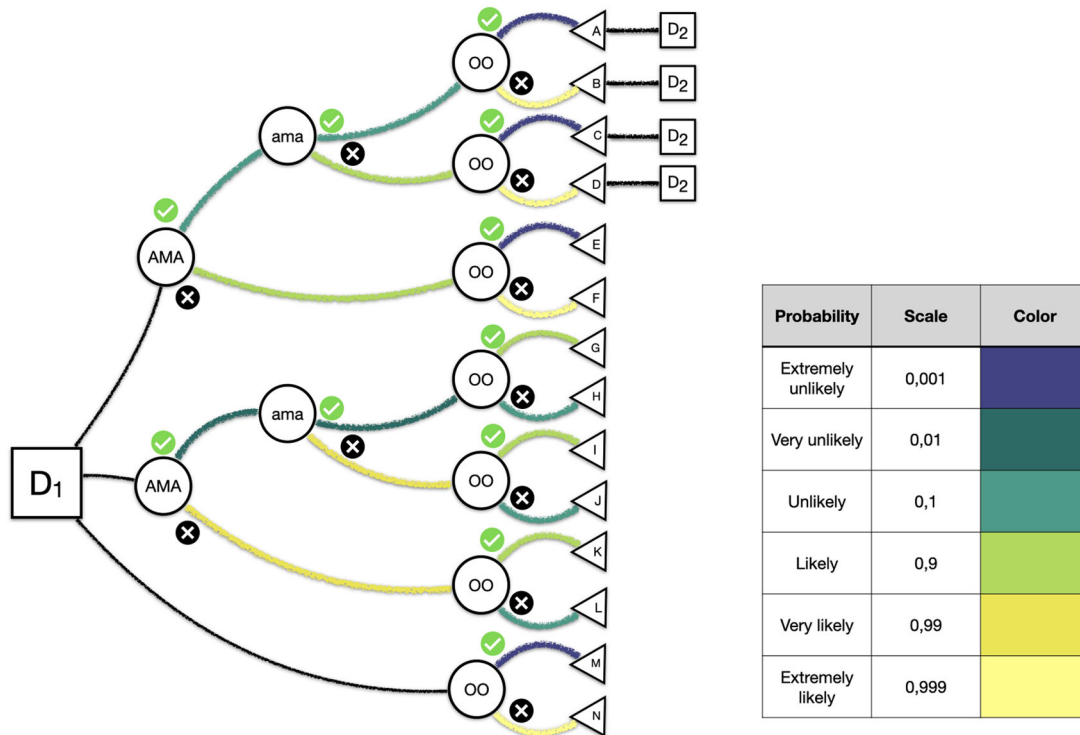 OO
A
D2
B
D2
ama
OO
C
D2
D
D2
AMA
OO
E
F
OO
G
H
ama
OO
I
J
D1
AMA
OO
K
L
OO
M
N
Probability Scale Color
Extremely
unlikely
0,001
Very unlikely 0,01
Unlikely 0,1
Likely 0,9
Very likely 0,99
Extremely
likely
0,999